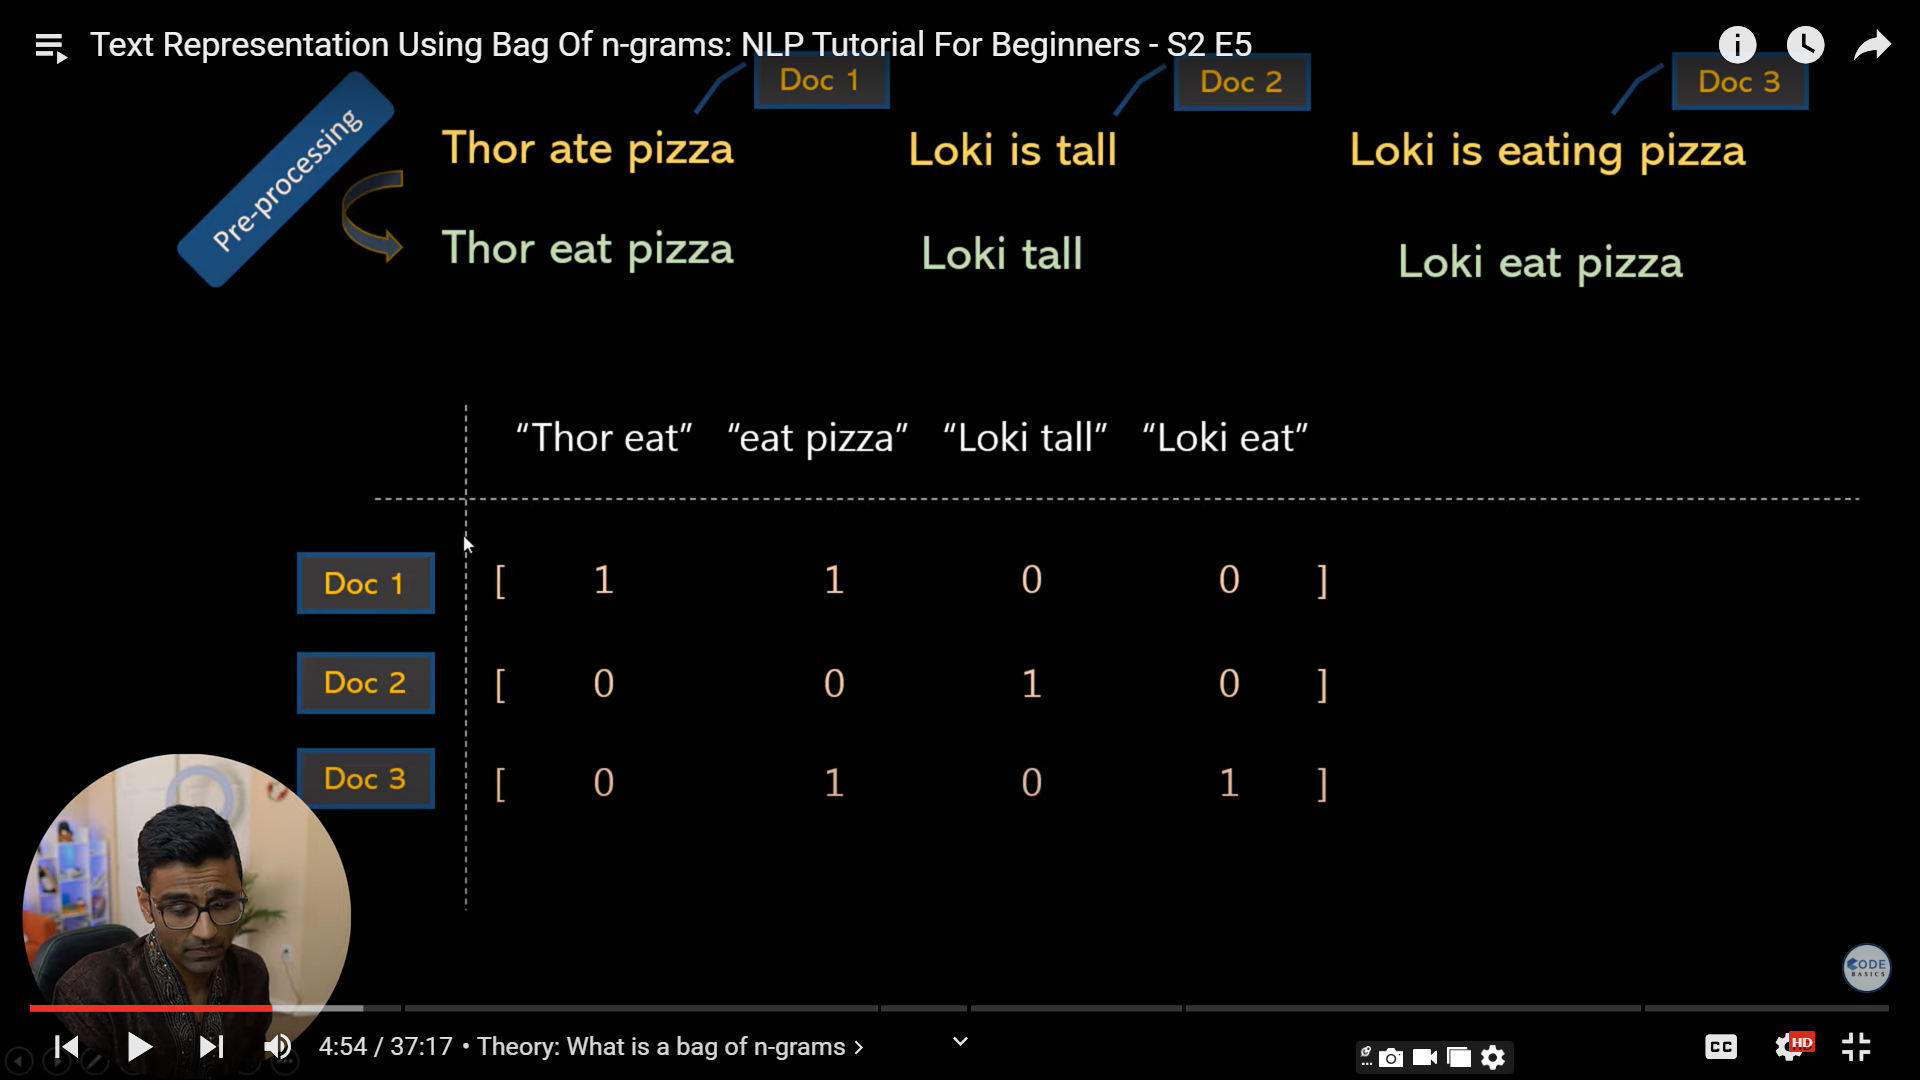 Text Representation Using Bag Of n-grams: NLP Tutorial For Beginners - S2 E5
Doc 1
Doc 2
Doc 3
Pre-processing
Thor ate pizza
Loki is tall
Loki is eating pizza
Thor eat pizza
Loki tall
Loki eat pizza
“Thor eat” “eat pizza” “Loki tall” “Loki eat”
Doc 1 [ 1 1 0 0 ]
Doc 2 [ 0 0 1 0 ]
Doc 3 [ 0 1 0 1 ]
CODE
BASICS
4:54 / 37:17 • Theory: What is a bag of n-grams
CC
HD